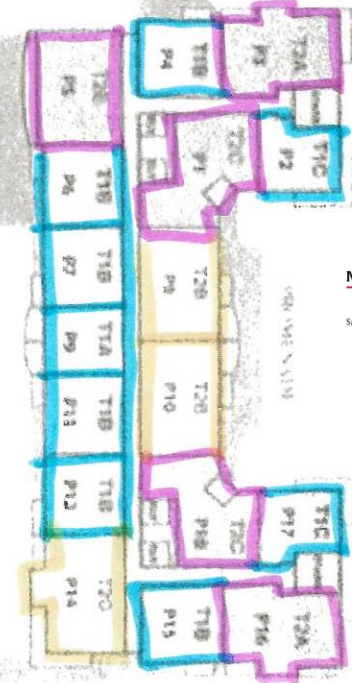 T1B
P4
T2A
P3
P5
T2C
P1
T1C
P2
T1B
P6
T1B
P7
T2B
P8
T1A
P9
T2B
P10
T1B
P11
T1B
P12
T2C
P18
T1C
P17
T2C
P14
T1B
P15
T2A
P16